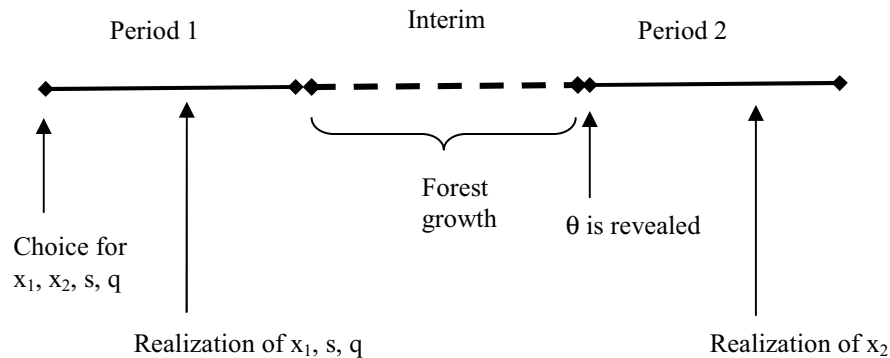 Period 1
Interim
Period 2
Forest
growth
θ is revealed
Choice for
x₁, x₂, s, q
Realization of x₁, s, q
Realization of x₂